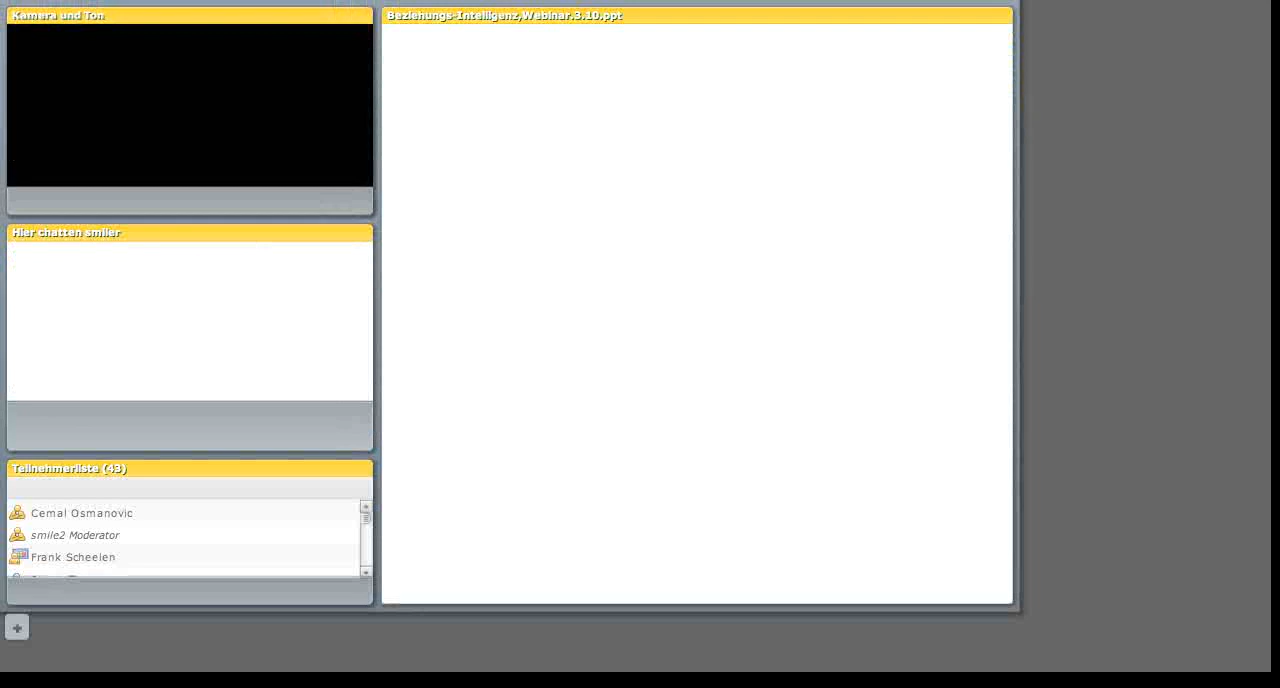 Kamera und Ton
Beziehungs-Intelligenz,Webinar.3.10.ppt
Hier chatten smiler
Teilnehmerliste (43)
Cemal Osmanovic
smile2 Moderator
Frank Scheelen